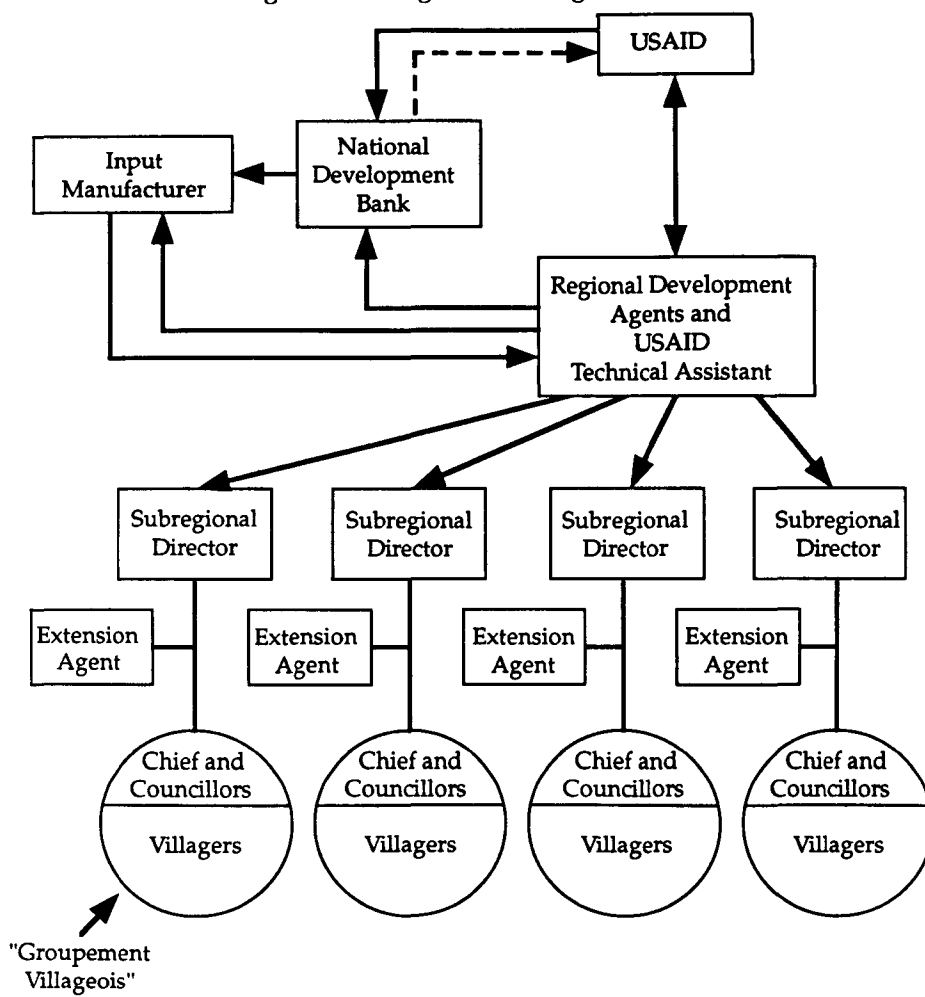 USAID
National
Development
Bank
Input
Manufacturer
Regional Development
Agents and
USAID
Technical Assistant
Subregional
Director
Subregional
Director
Subregional
Director
Subregional
Director
Extension
Agent
Extension
Agent
Extension
Agent
Extension
Agent
Chief and
Councillors
Villagers
Chief and
Councillors
Villagers
Chief and
Councillors
Villagers
Chief and
Councillors
Villagers
"Groupement
Villageois"